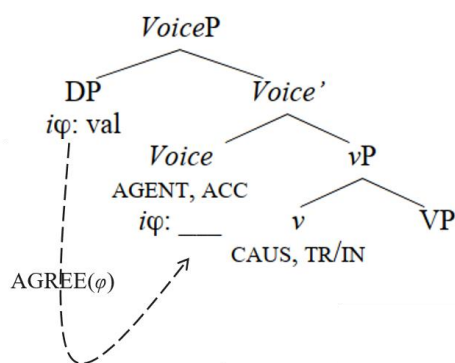 VoiceP
DP Voice’
iφ: val
Voice vP
AGENT, ACC
iφ: ___ v VP
CAUS, TR/IN
AGREE(φ)